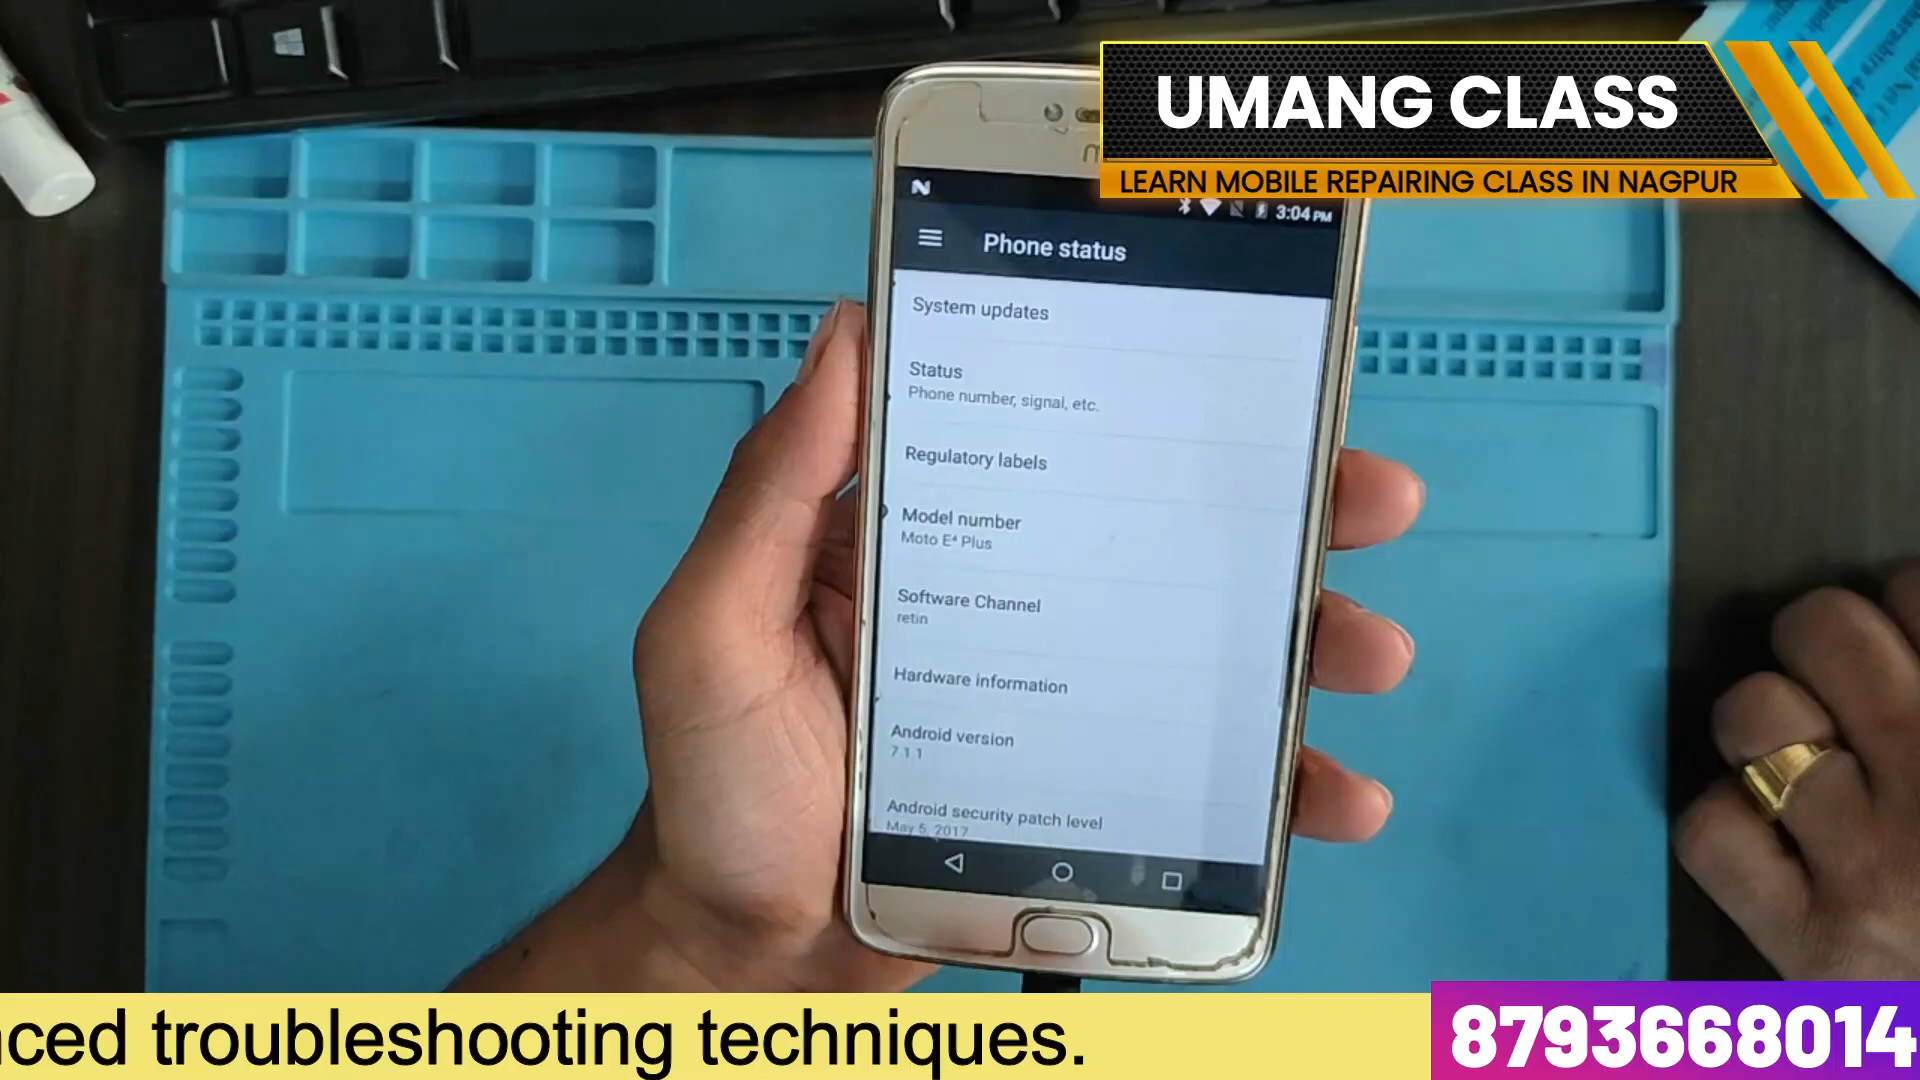 UMANG CLASS
LEARN MOBILE REPAIRING CLASS IN NAGPUR
3:04 PM
Phone status
System updates
Status
Phone number, signal, etc.
Regulatory labels
Model number
Moto E⁴ Plus
Software Channel
retin
Hardware information
Android version
7.1.1
Android security patch level
May 5, 2017
troubleshooting techniques.
8793668014